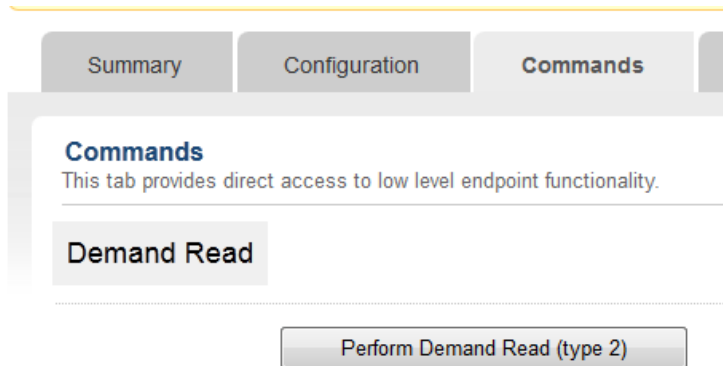 Summary Configuration Commands
Commands
This tab provides direct access to low level endpoint functionality.
Demand Read
Perform Demand Read (type 2)